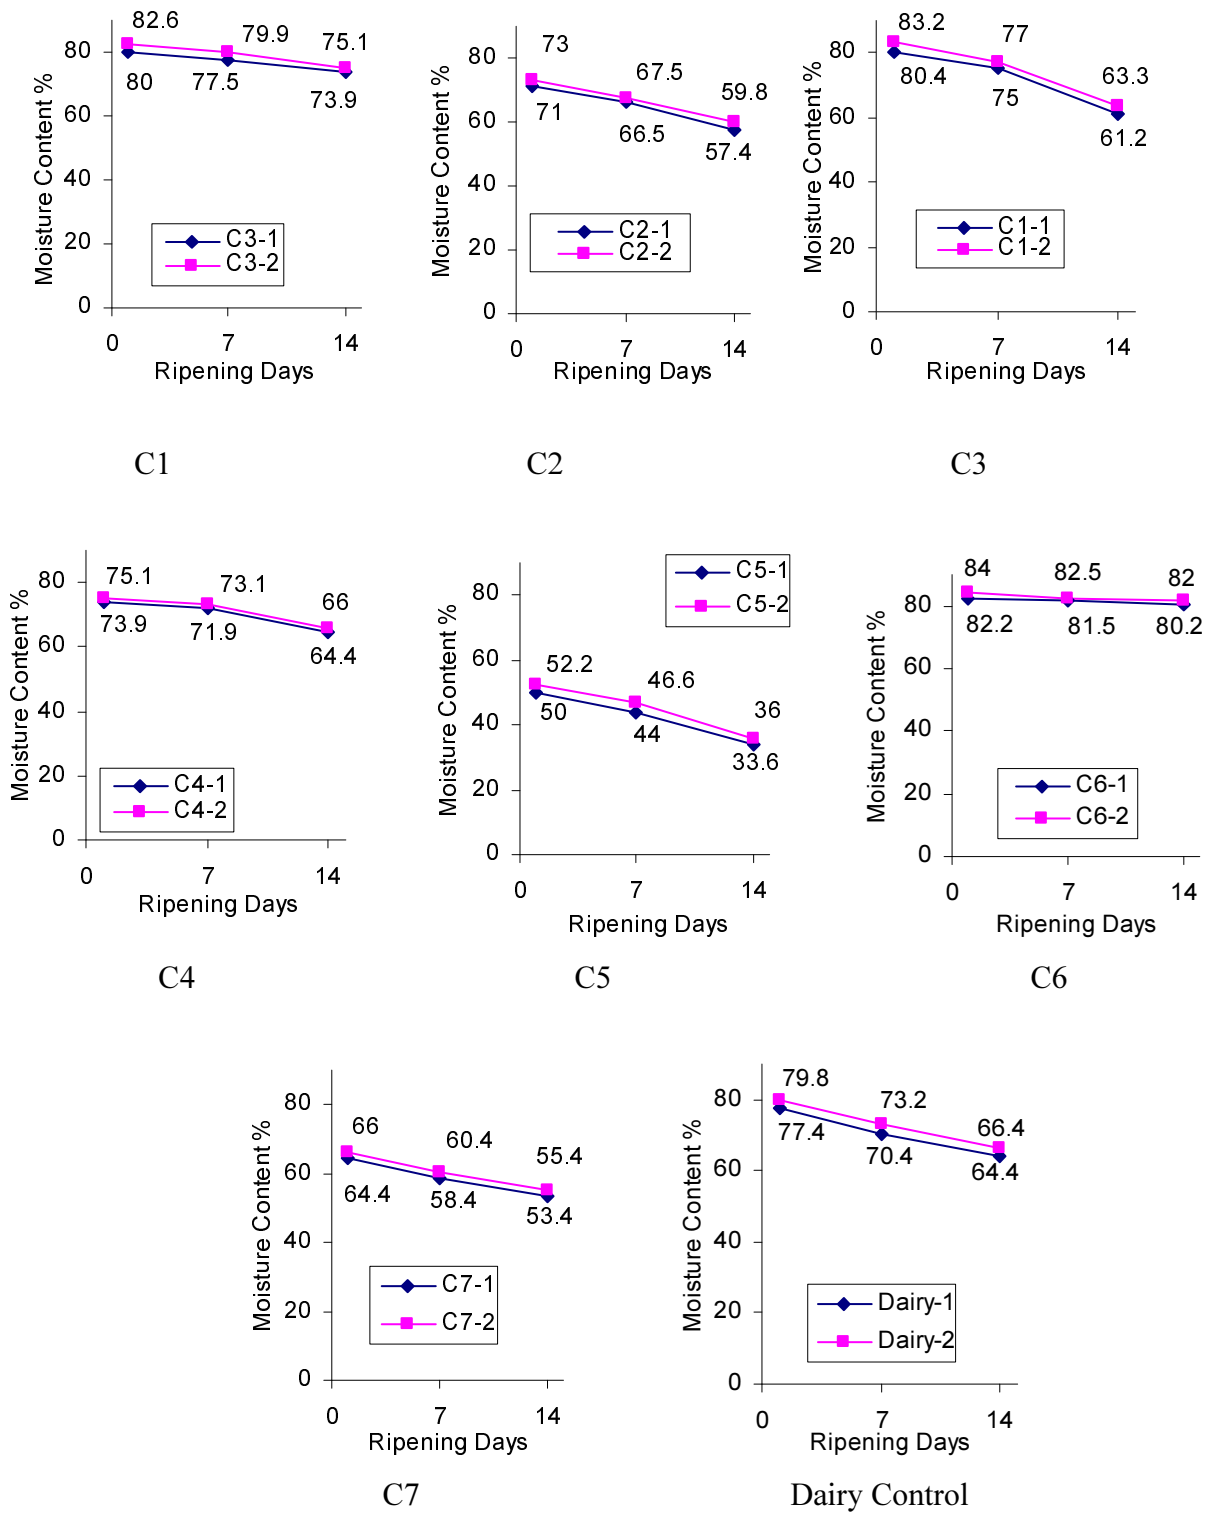 82.6
79.9
75.1
80
77.5
73.9
80
60
40
20
0
Moisture Content %
C3-1
C3-2
0 7 14
Ripening Days
C1
73
67.5
59.8
71
66.5
57.4
80
60
40
20
0
Moisture Content %
C2-1
C2-2
0 7 14
Ripening Days
C2
83.2
77
63.3
80.4
75
61.2
80
60
40
20
0
Moisture Content %
C1-1
C1-2
0 7 14
Ripening Days
C3
75.1
73.1
66
73.9
71.9
64.4
80
60
40
20
0
Moisture Content %
C4-1
C4-2
0 7 14
Ripening Days
C4
C5-1
C5-2
52.2
46.6
36
50
44
33.6
80
60
40
20
0
Moisture Content %
0 7 14
Ripening Days
C5
84
82.5
82
82.2
81.5
80.2
80
60
40
20
0
Moisture Content %
C6-1
C6-2
0 7 14
Ripening Days
C6
66
60.4
55.4
64.4
58.4
53.4
80
60
40
20
0
Moisture Content %
C7-1
C7-2
0 7 14
Ripening Days
C7
79.8
73.2
66.4
77.4
70.4
64.4
80
60
40
20
0
Moisture Content %
Dairy-1
Dairy-2
0 7 14
Ripening Days
Dairy Control